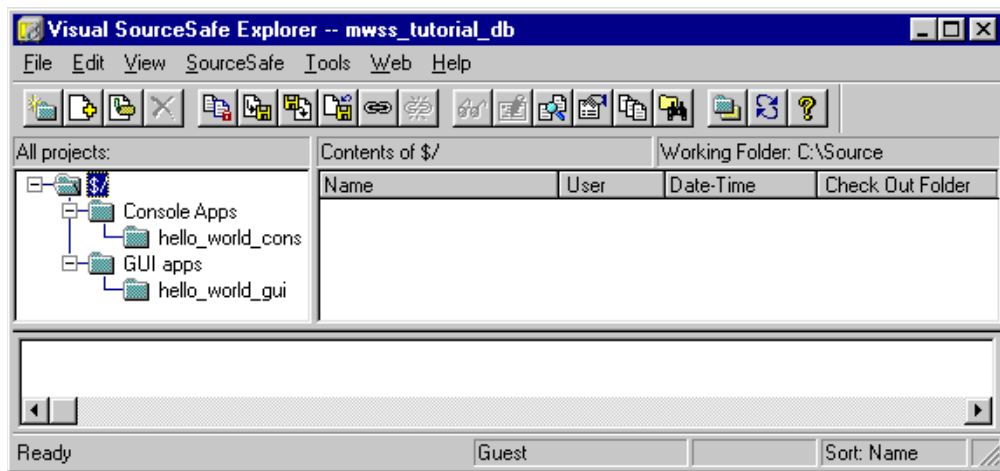 Visual SourceSafe Explorer -- mwss_tutorial_db
File Edit View SourceSafe Tools Web Help
All projects: Contents of $/ Working Folder: C:\Source
Name User Date-Time Check Out Folder
$/
Console Apps
hello_world_cons
GUI apps
hello_world_gui
Ready Guest Sort: Name